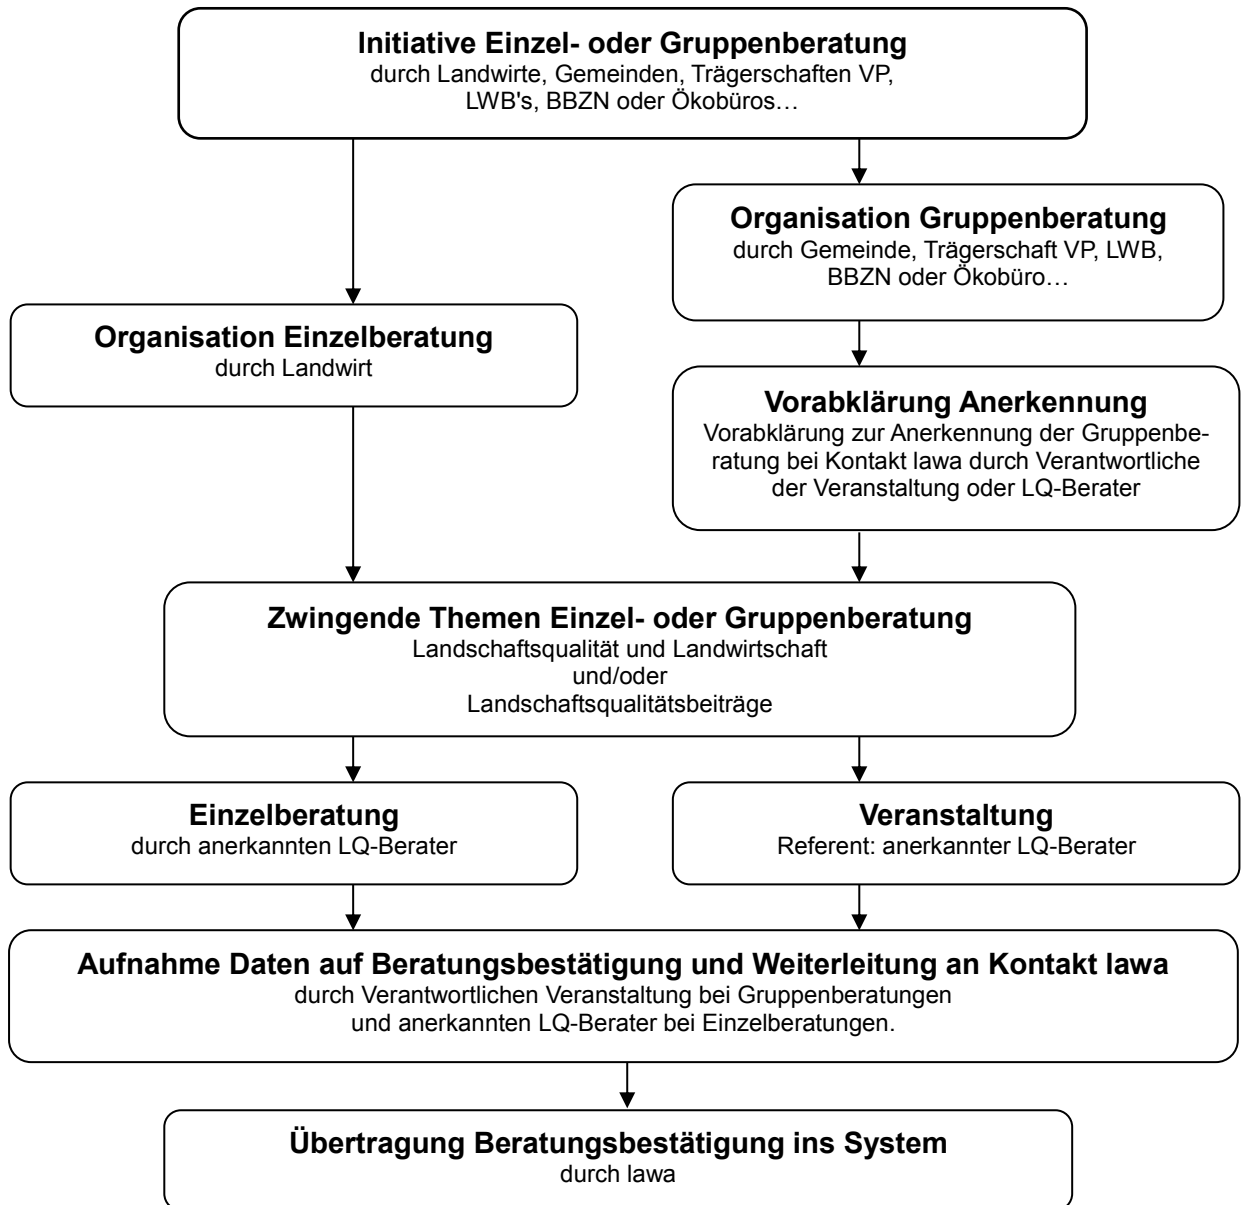 Initiative Einzel- oder Gruppenberatung
durch Landwirte, Gemeinden, Trägerschaften VP,
LWB's, BBZN oder Ökobüros…
Organisation Gruppenberatung
durch Gemeinde, Trägerschaft VP, LWB,
BBZN oder Ökobüro…
Organisation Einzelberatung
durch Landwirt
Vorabklärung Anerkennung
Vorabklärung zur Anerkennung der Gruppenbe-
ratung bei Kontakt lawa durch Verantwortliche
der Veranstaltung oder LQ-Berater
Zwingende Themen Einzel- oder Gruppenberatung
Landschaftsqualität und Landwirtschaft
und/oder
Landschaftsqualitätsbeiträge
Einzelberatung
durch anerkannten LQ-Berater
Veranstaltung
Referent: anerkannter LQ-Berater
Aufnahme Daten auf Beratungsbestätigung und Weiterleitung an Kontakt lawa
durch Verantwortlichen Veranstaltung bei Gruppenberatungen
und anerkannten LQ-Berater bei Einzelberatungen.
Übertragung Beratungsbestätigung ins System
durch lawa